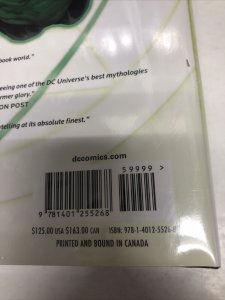 book world."
eeing one of the DC Universe's best mythologies
ormer glory."
ON POST
telling at its absolute finest."
dccomics.com
59999 >
9 781401 255268
$125.00 USA $163.00 CAN ISBN: 978-1-4012-5526-8
PRINTED AND BOUND IN CANADA